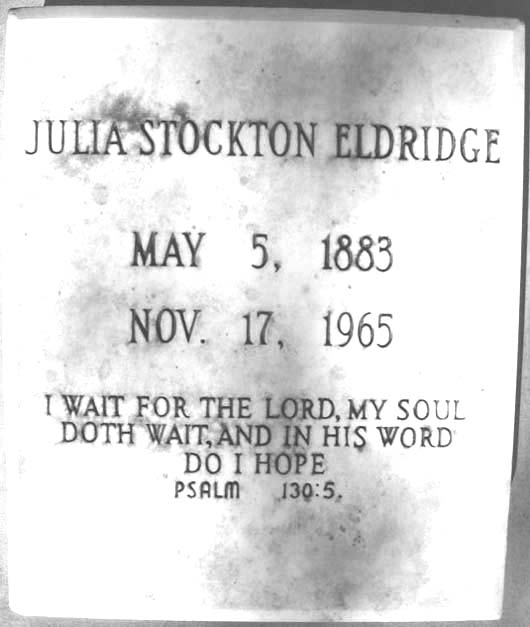 JULIA STOCKTON ELDRIDGE
MAY 5, 1883
NOV. 17, 1965
I WAIT FOR THE LORD, MY SOUL
DOTH WAIT, AND IN HIS WORD
DO I HOPE
PSALM 130:5.